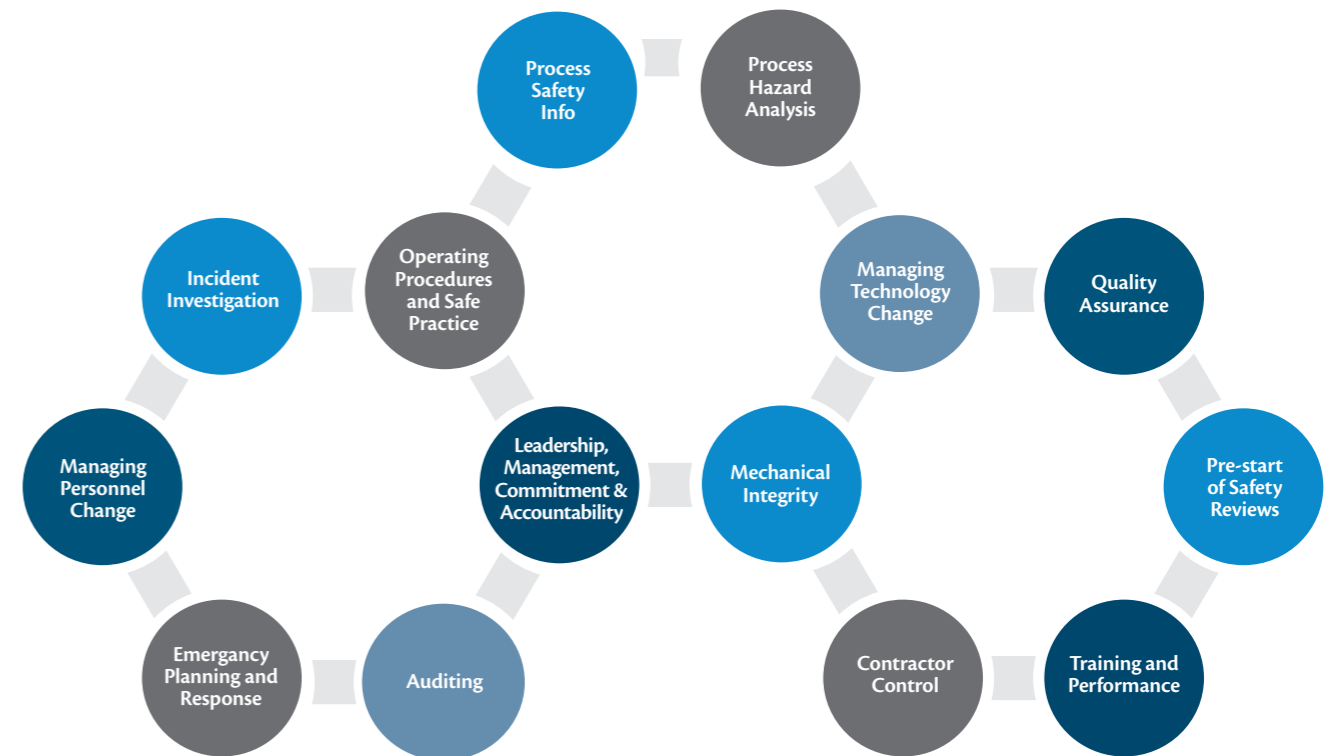 Process
Safety
Info
Process
Hazard
Analysis
Incident
Investigation
Operating
Procedures
and Safe
Practice
Managing
Technology
Change
Quality
Assurance
Managing
Personnel
Change
Leadership,
Management,
Commitment &
Accountability
Mechanical
Integrity
Pre-start
of Safety
Reviews
Emergancy
Planning and
Response
Auditing
Contractor
Control
Training and
Performance